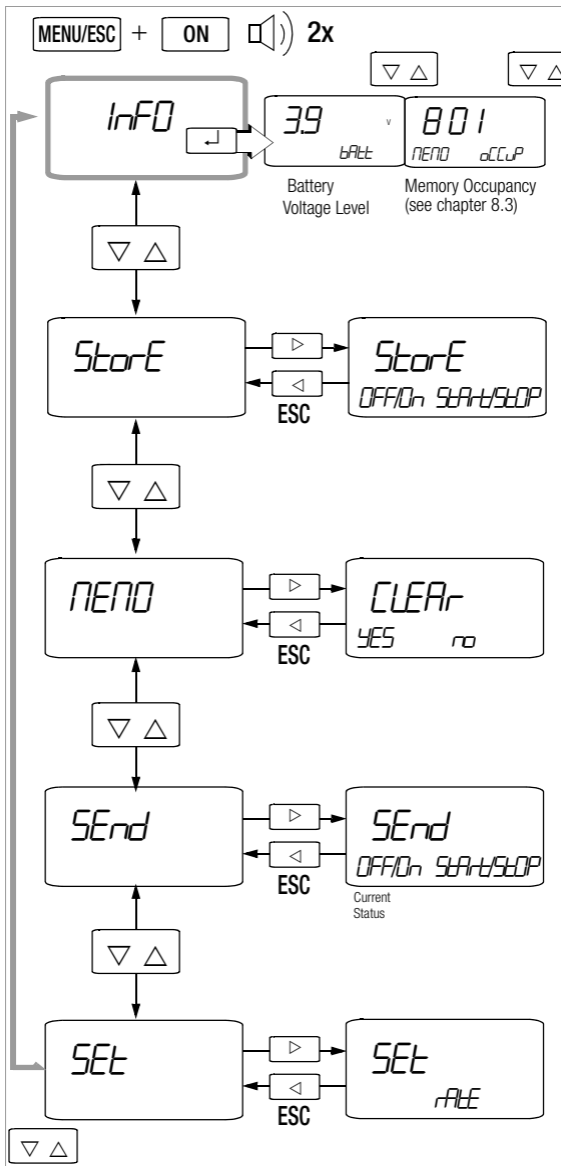 MENU/ESC + ON 2x
▽ △ ▽ △
InFO
3.9 V
bAtt
801
MEMO oCCuP
Battery
Voltage Level
Memory Occupancy
(see chapter 8.3)
▽ △
StorE
StorE
OFF/On StArt/StOP
ESC
▽ △
MEMO
CLEAr
YES no
ESC
▽ △
SEnd
SEnd
OFF/On StArt/StOP
ESC
Current
Status
▽ △
SEt
SEt
rAtE
ESC
▽ △